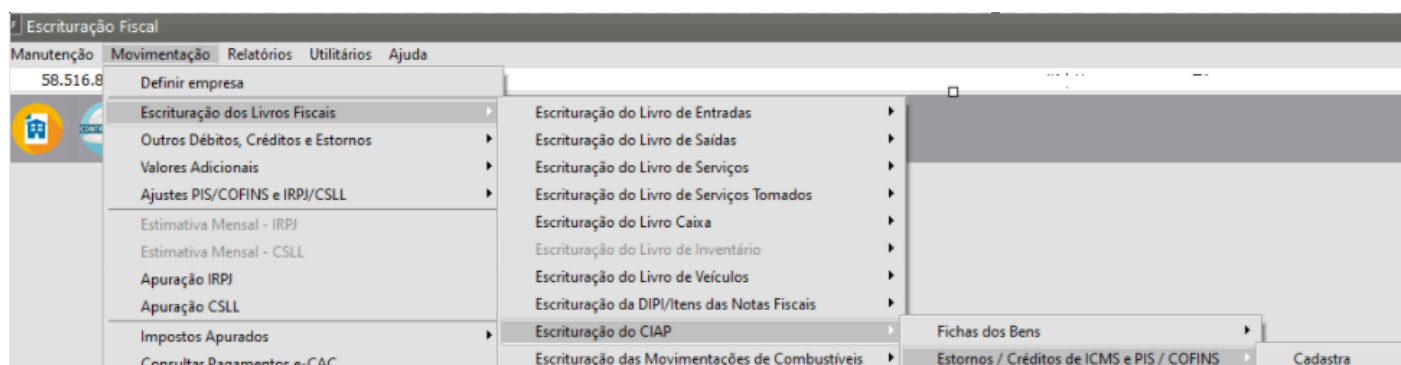 Escrituração Fiscal
Manutenção Movimentação Relatórios Utilitários Ajuda
58.516.8
Definir empresa
Escrituração dos Livros Fiscais
Outros Débitos, Créditos e Estornos
Valores Adicionais
Ajustes PIS/COFINS e IRPJ/CSLL
Estimativa Mensal - IRPJ
Estimativa Mensal - CSLL
Apuração IRPJ
Apuração CSLL
Impostos Apurados
Consultar Pagamentos e-CAC
Escrituração do Livro de Entradas
Escrituração do Livro de Saídas
Escrituração do Livro de Serviços
Escrituração do Livro de Serviços Tomados
Escrituração do Livro Caixa
Escrituração do Livro de Inventário
Escrituração do Livro de Veículos
Escrituração da DIPI/Itens das Notas Fiscais
Escrituração do CIAP
Escrituração das Movimentações de Combustíveis
Fichas dos Bens
Estornos / Créditos de ICMS e PIS / COFINS
Cadastra